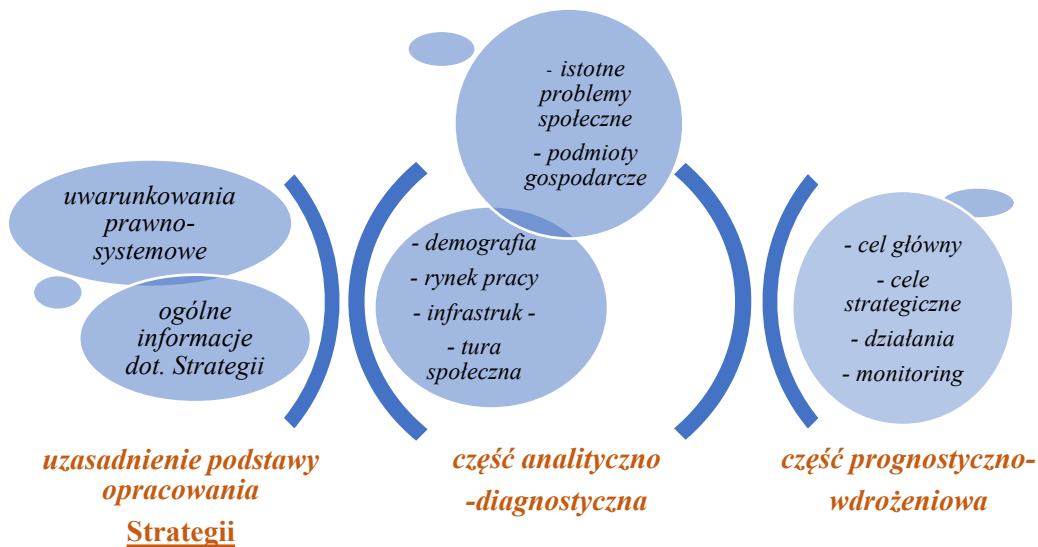 uwarunkowania
prawno-
systemowe
ogólne
informacje
dot. Strategii
uzasadnienie podstawy
opracowania
Strategii
- istotne
problemy
społeczne
- podmioty
gospodarcze
- demografia
- rynek pracy
- infrastruk -
- tura
społeczna
część analityczno
-diagnostyczna
- cel główny
- cele
strategiczne
- działania
- monitoring
część prognostyczno-
wdrożeniowa